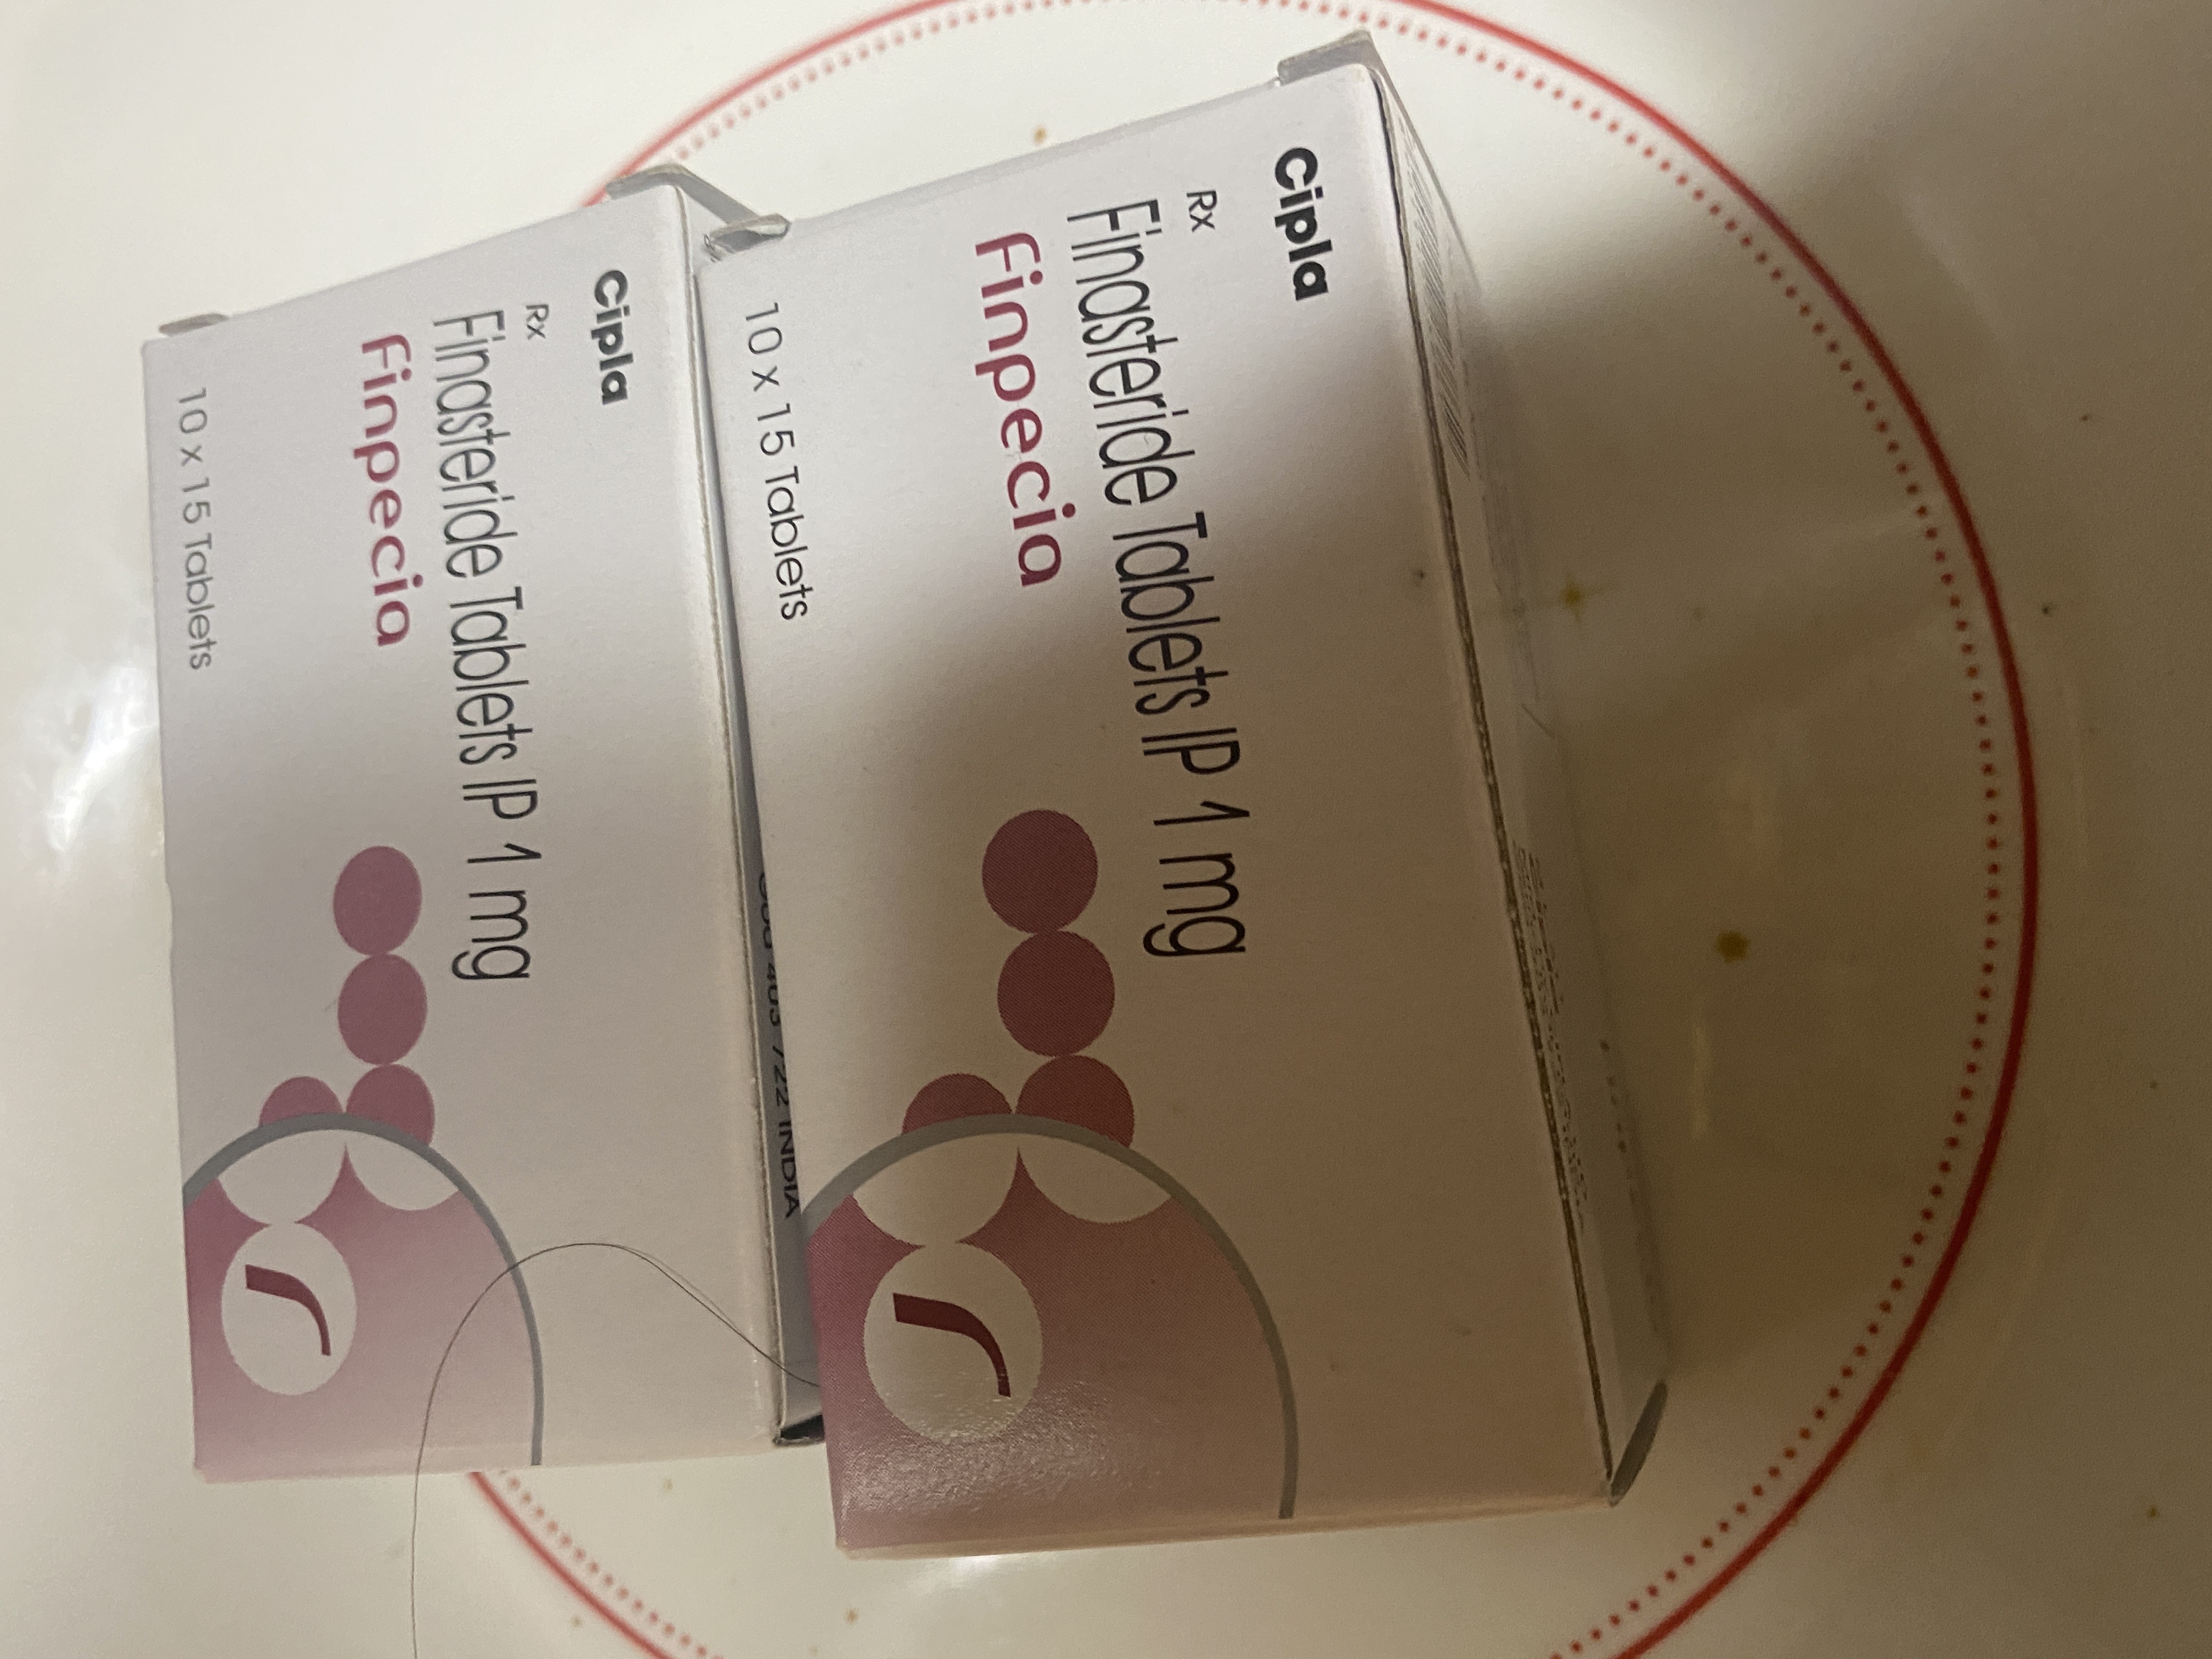 Cipla
Rx
Finasteride Tablets IP 1 mg
Finpecia
10 x 15 Tablets
Cipla
Rx
Finasteride Tablets IP 1 mg
Finpecia
10 x 15 Tablets
722 INDIA